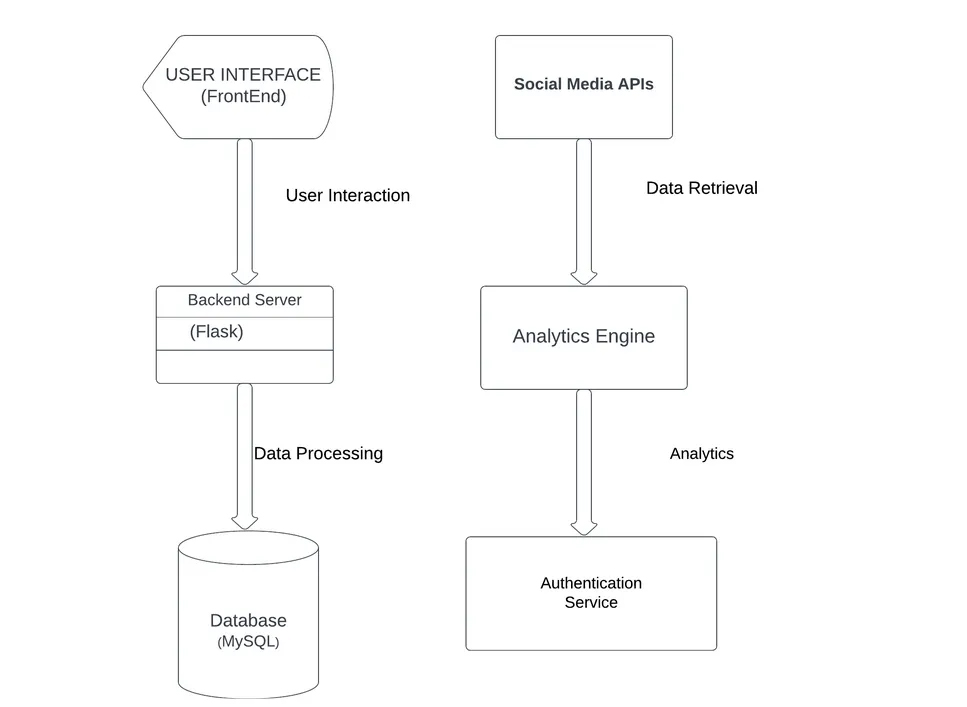 USER INTERFACE
(FrontEnd)
Social Media APIs
User Interaction
Data Retrieval
Backend Server
(Flask)
Analytics Engine
Data Processing
Analytics
Database
(MySQL)
Authentication
Service